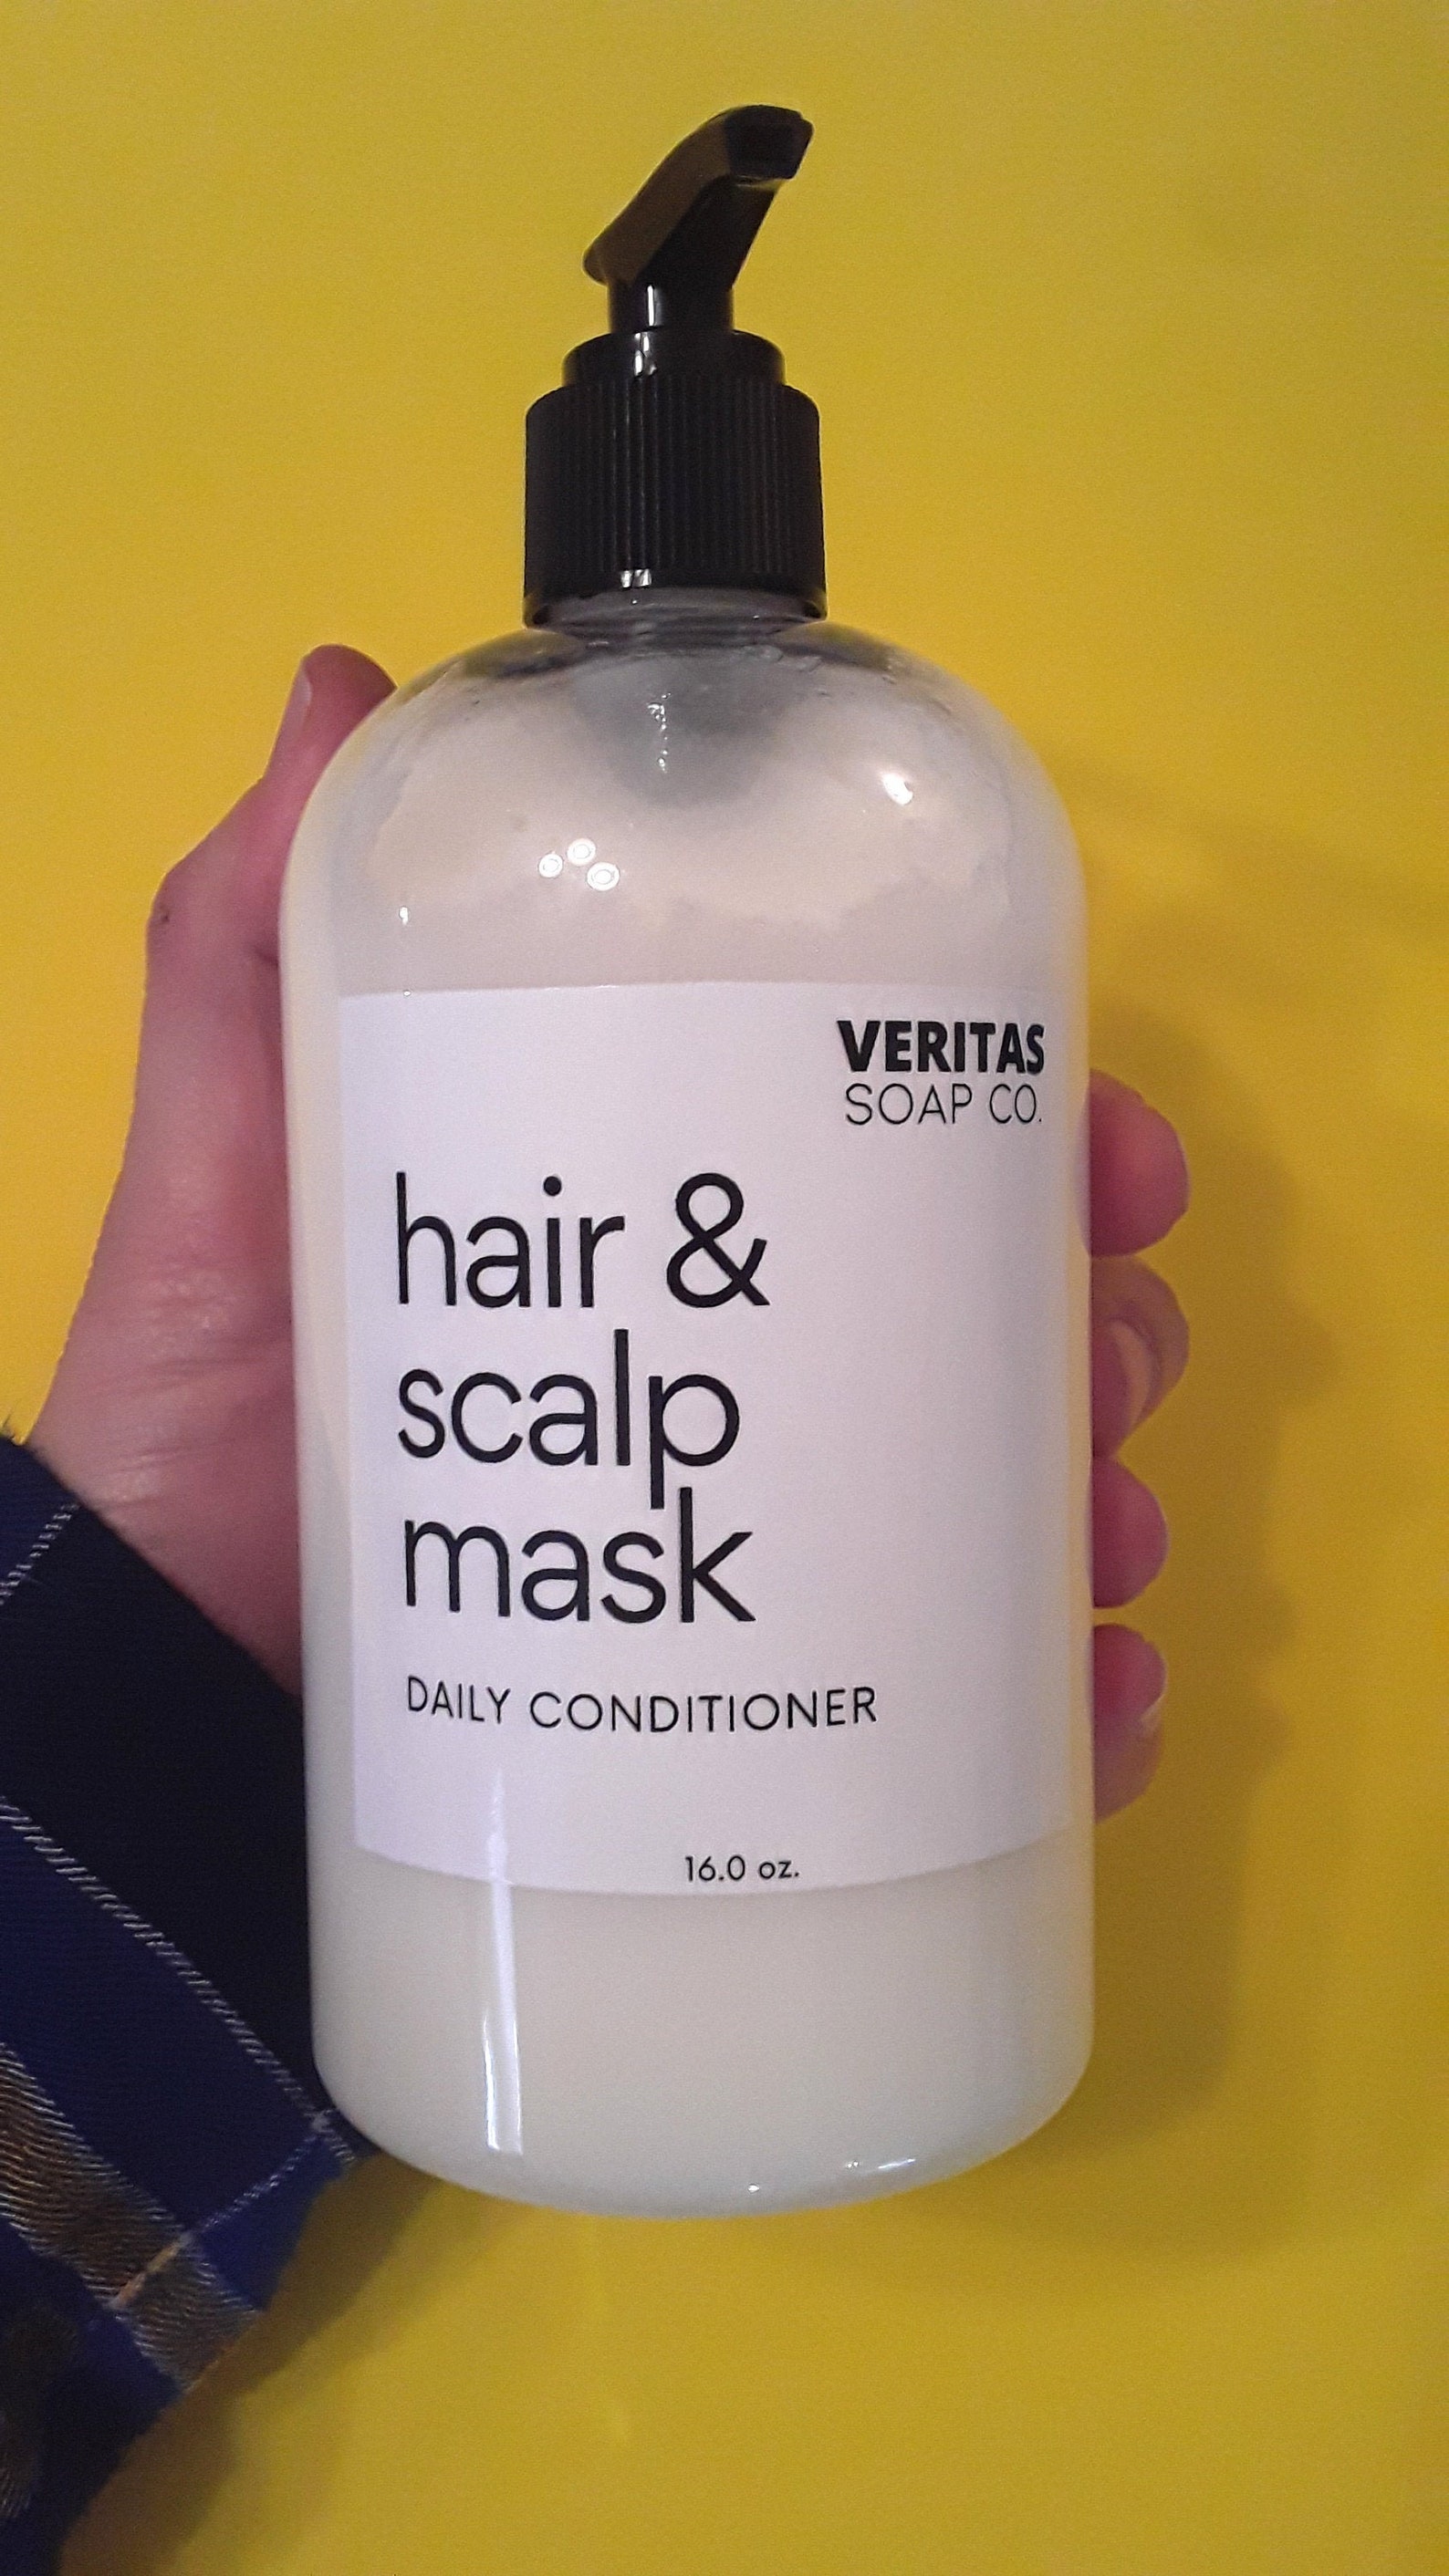 VERITAS
SOAP CO.
hair &
scalp
mask
DAILY CONDITIONER
16.0 oz.